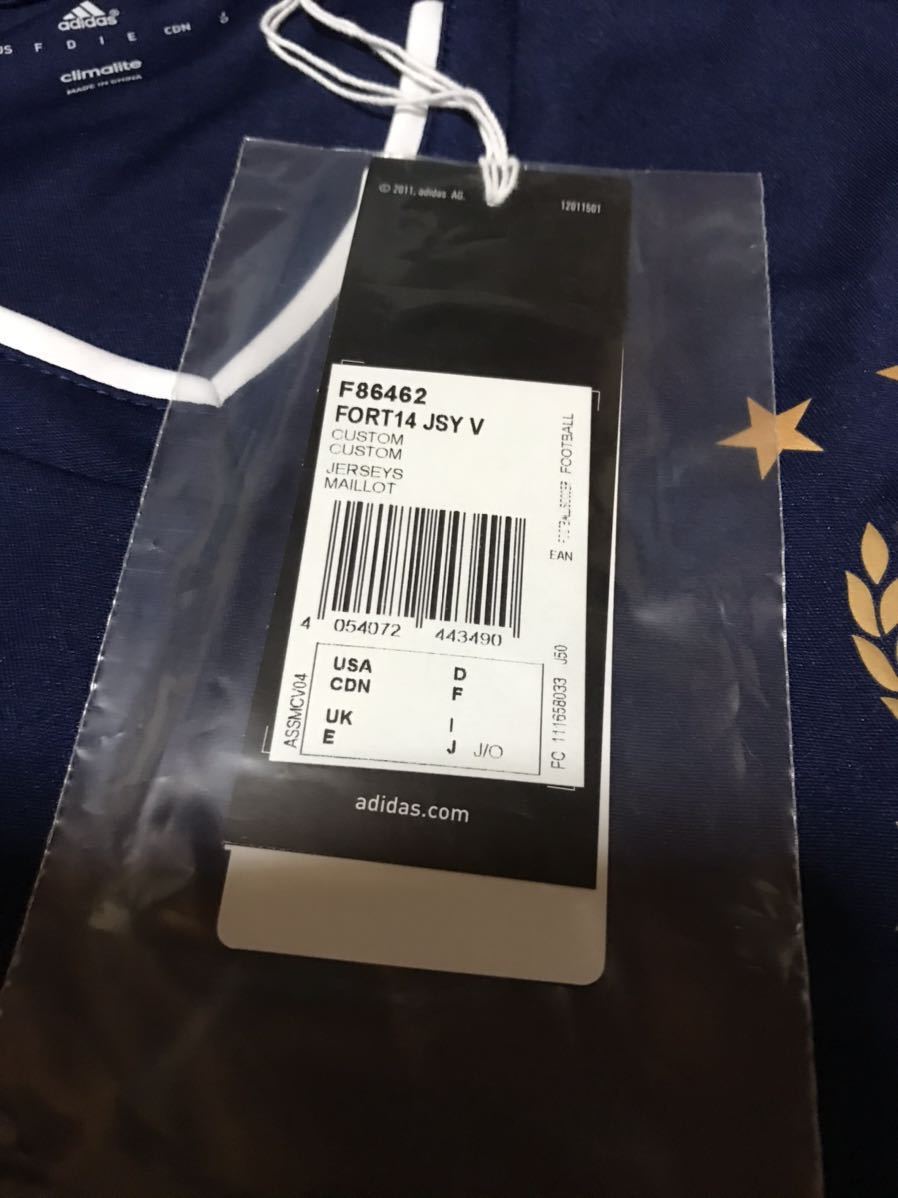 adidas®
F D I E CDN
climalite
MADE IN CHINA
© 2011, adidas AG.
12011501
F86462
FORT14 JSY V
CUSTOM
CUSTOM
JERSEYS
MAILLOT
FOOTBALL
EAN
4 054072 443490
ASSMCV04
USA D
CDN F
UK I
E J J/O
FC 111658033 J50
adidas.com